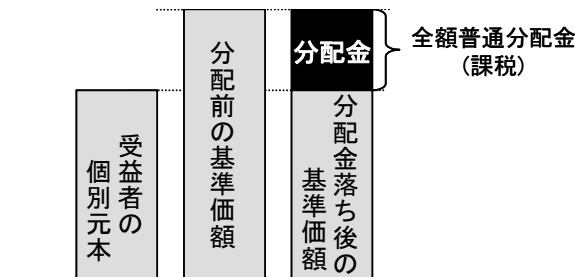 受益者の
個別元本
分配前の基準価額
分配金
分配金落ち後の
基準価額
全額普通分配金
(課税)